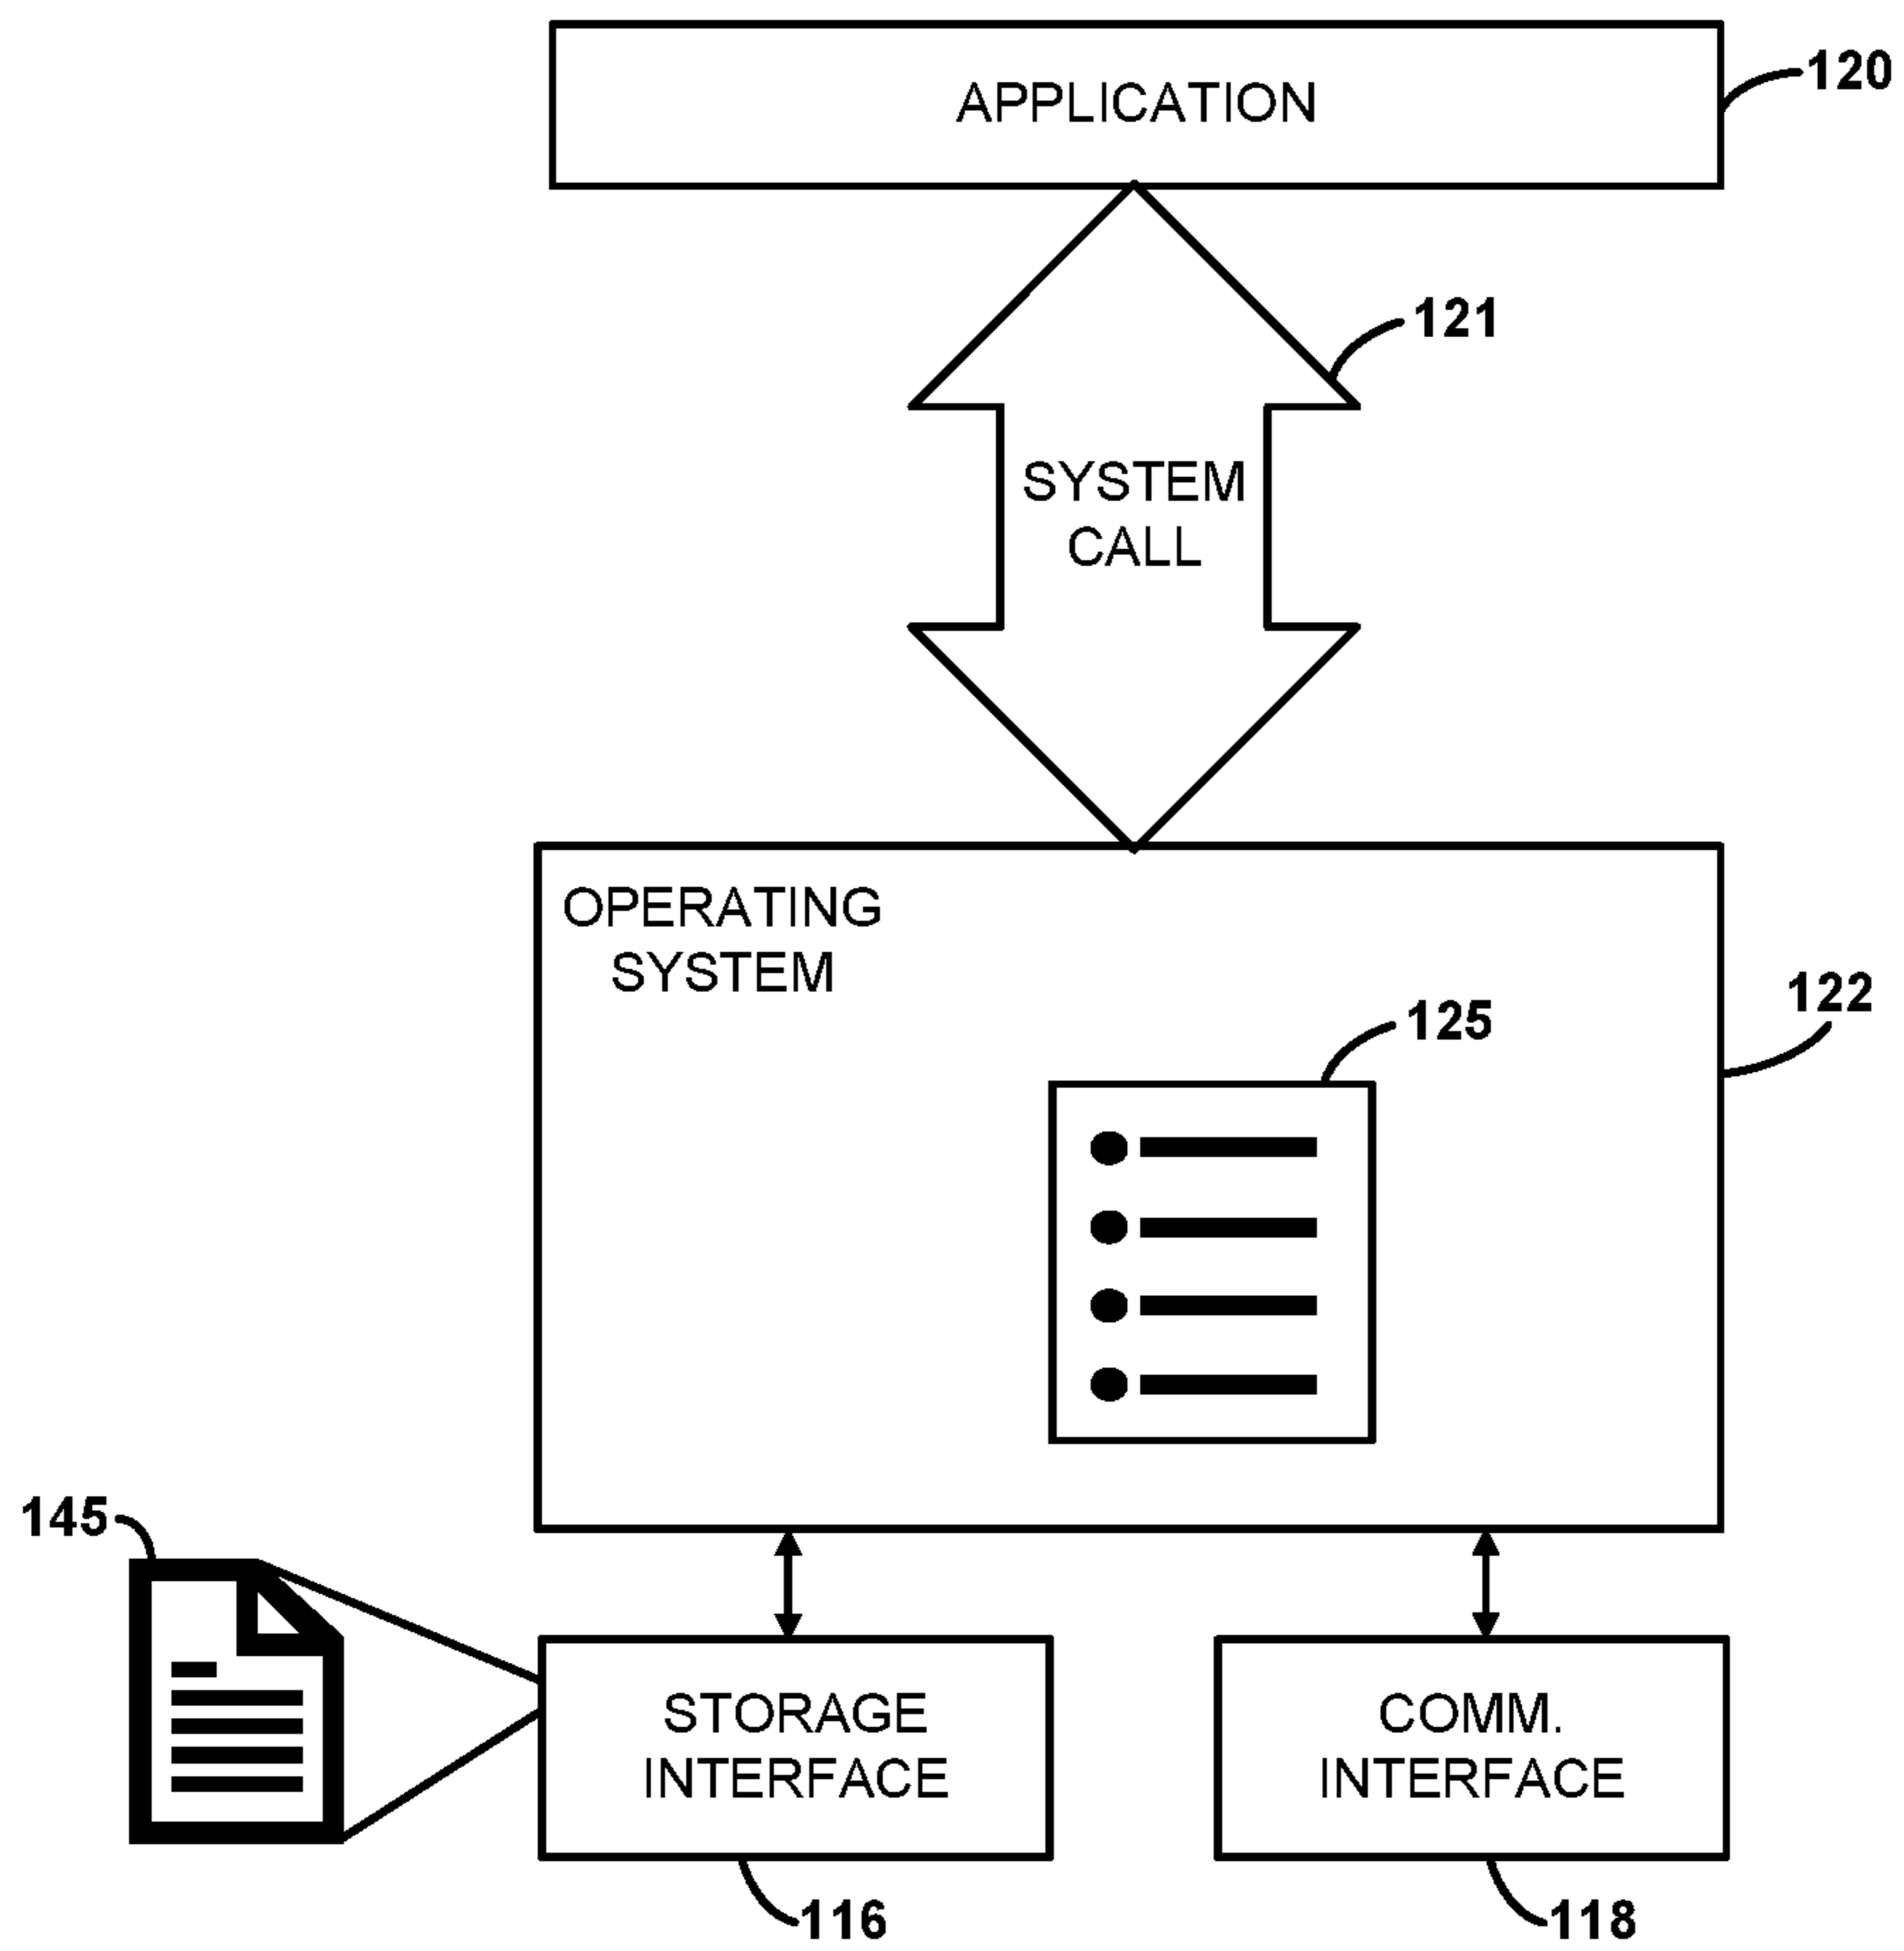 APPLICATION
120
121
SYSTEM
CALL
OPERATING
SYSTEM
122
125
145
STORAGE
INTERFACE
COMM.
INTERFACE
116
118